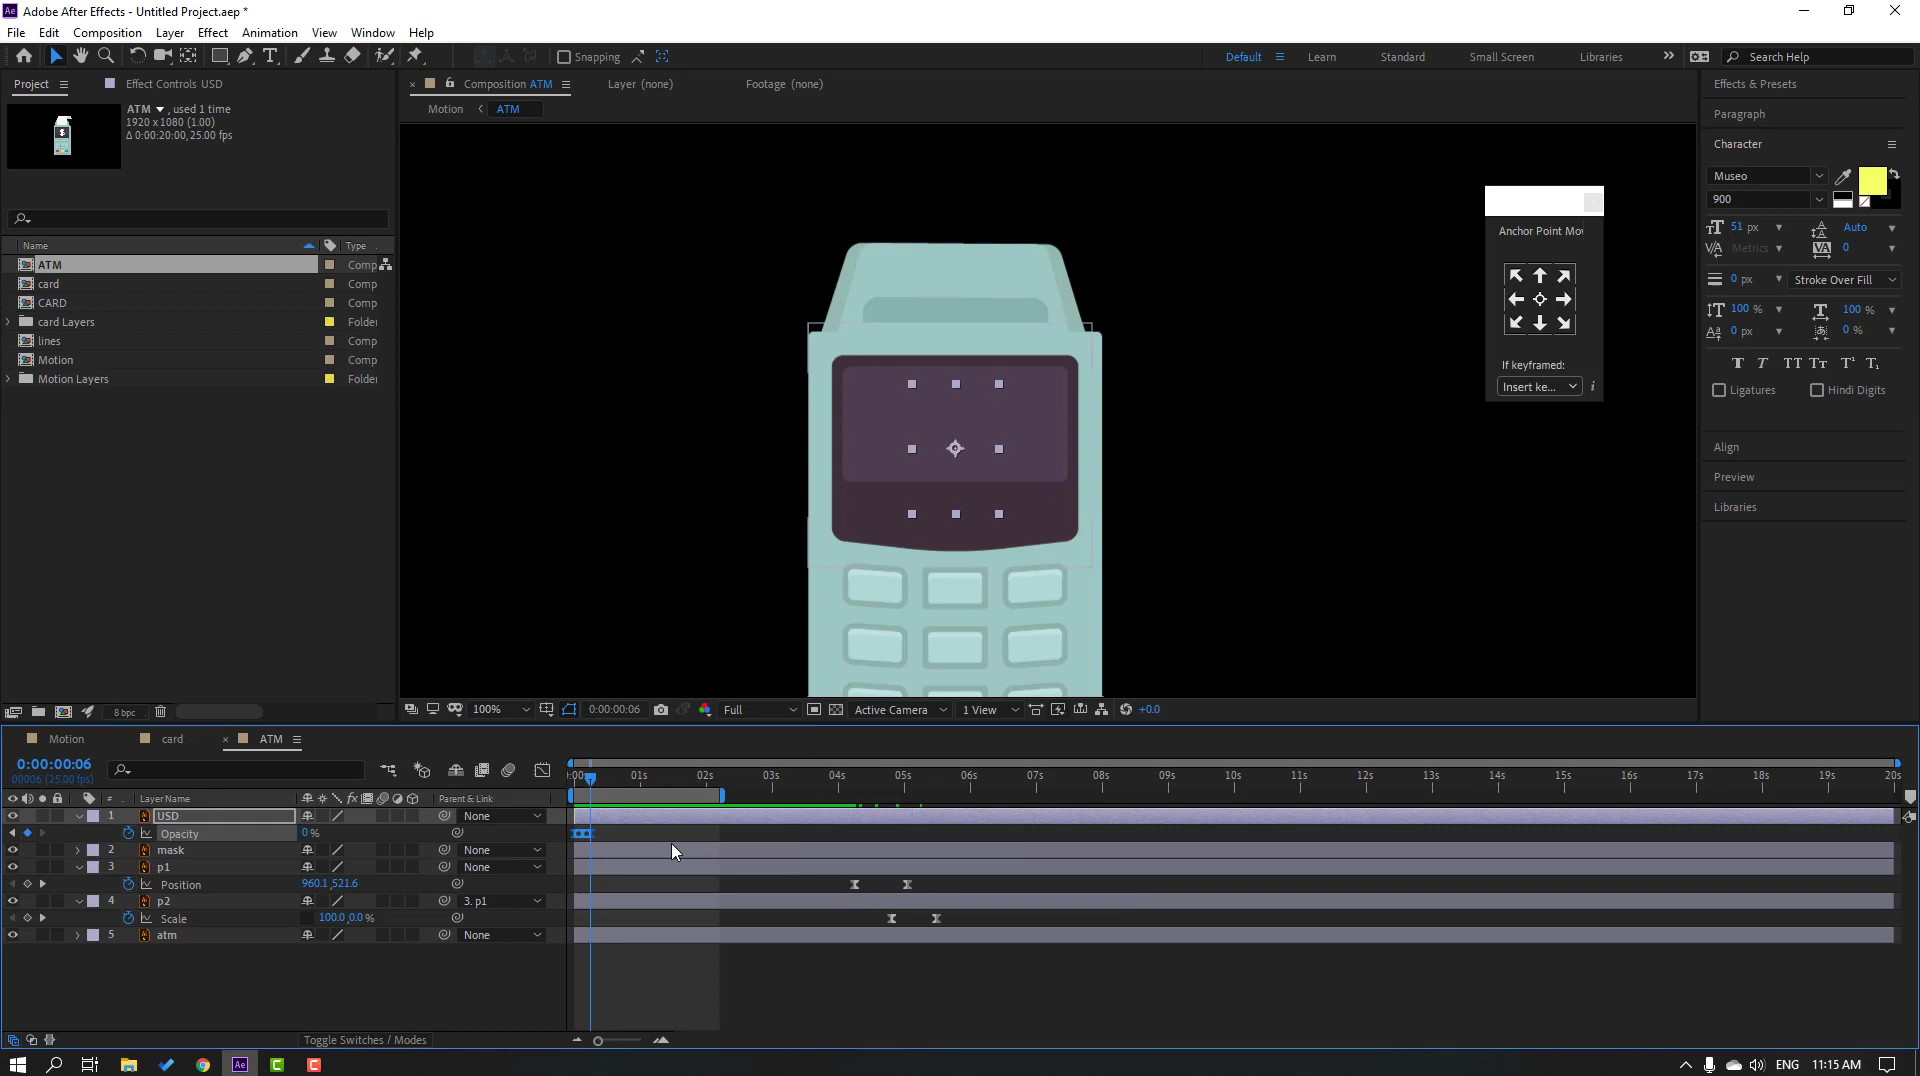 Adobe After Effects - Untitled Project.aep *
File Edit Composition Layer Effect Animation View Window Help
Snapping
Default Learn Standard Small Screen Libraries Search Help
Project Effect Controls USD
ATM , used 1 time
1920 x 1080 (1.00)
Δ 0:00:20:00, 25.00 fps
Name Type
ATM Comp
card Comp
CARD Comp
card Layers Folder
lines Comp
Motion Comp
Motion Layers Folder
8 bpc
Composition ATM Layer (none) Footage (none)
Motion ATM
Anchor Point Mov
If keyframed:
Insert ke...
100% 0:00:00:06 Full Active Camera 1 View +0.0
Effects & Presets
Paragraph
Character
Museo
900
51 px Auto
Metrics 0
0 px Stroke Over Fill
100 % 100 %
0 px 0 %
Ligatures Hindi Digits
Align
Preview
Libraries
Motion card ATM
0:00:00:06
00006 (25.00 fps)
:00s 01s 02s 03s 04s 05s 06s 07s 08s 09s 10s 11s 12s 13s 14s 15s 16s 17s 18s 19s 20s
# Layer Name Parent & Link
1 USD None
Opacity 0 %
2 mask None
3 p1 None
Position 960.1,521.6
4 p2 3. p1
Scale 100.0,0.0 %
5 atm None
Toggle Switches / Modes
Ae ENG 11:15 AM